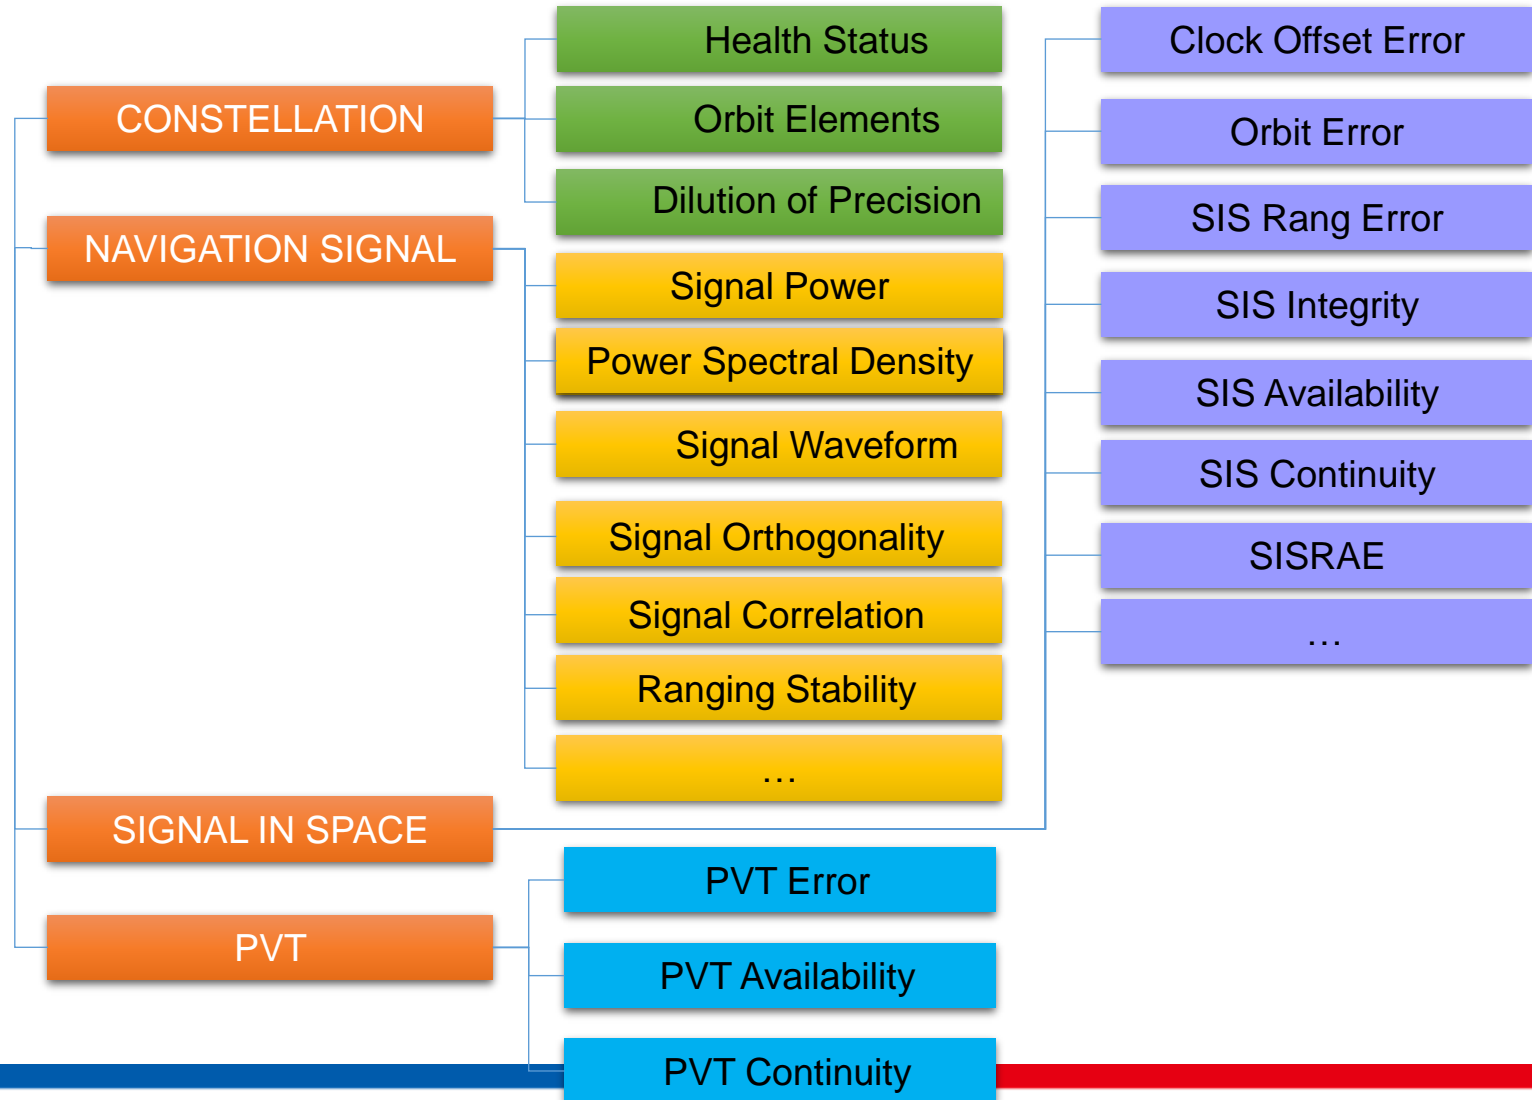 CONSTELLATION
Health Status
Orbit Elements
Dilution of Precision
NAVIGATION SIGNAL
Signal Power
Power Spectral Density
Signal Waveform
Signal Orthogonality
Signal Correlation
Ranging Stability
…
SIGNAL IN SPACE
Clock Offset Error
Orbit Error
SIS Rang Error
SIS Integrity
SIS Availability
SIS Continuity
SISRAE
…
PVT
PVT Error
PVT Availability
PVT Continuity